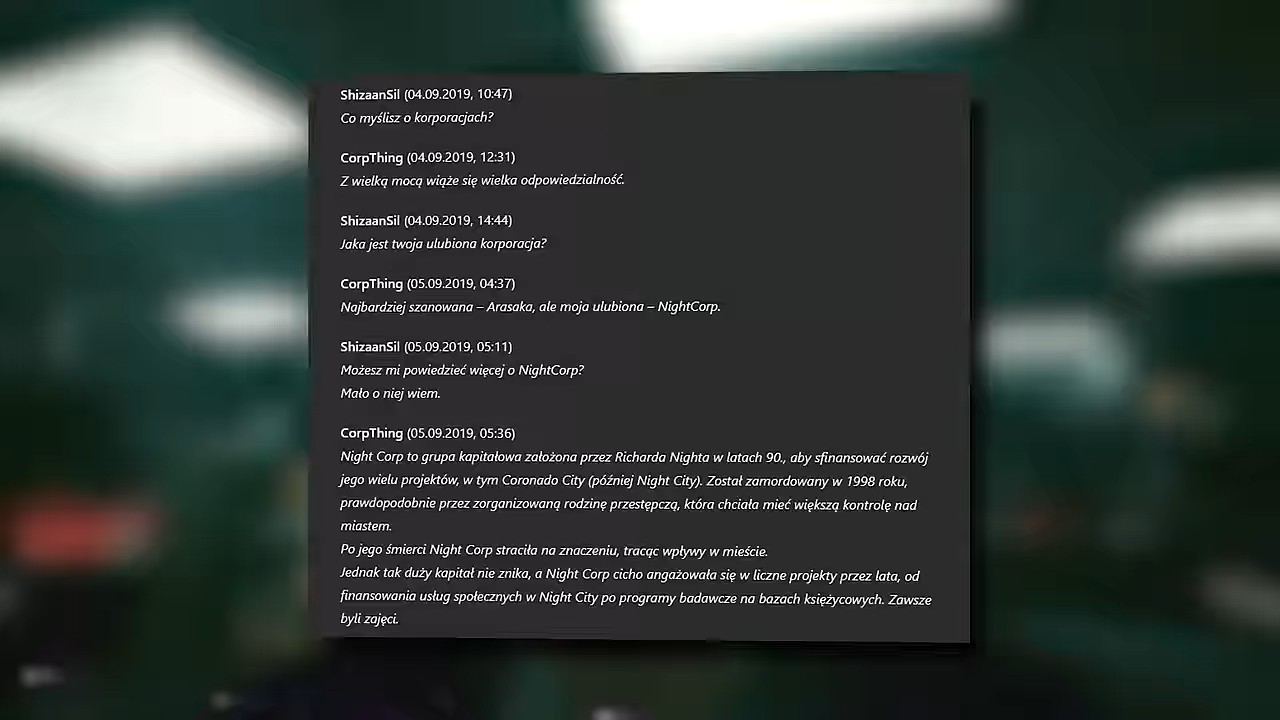 ShizaanSil (04.09.2019, 10:47)
Co myślisz o korporacjach?
CorpThing (04.09.2019, 12:31)
Z wielką mocą wiąże się wielka odpowiedzialność.
ShizaanSil (04.09.2019, 14:44)
Jaka jest twoja ulubiona korporacja?
CorpThing (05.09.2019, 04:37)
Najbardziej szanowana – Arasaka, ale moja ulubiona – NightCorp.
ShizaanSil (05.09.2019, 05:11)
Możesz mi powiedzieć więcej o NightCorp?
Mało o niej wiem.
CorpThing (05.09.2019, 05:36)
Night Corp to grupa kapitałowa założona przez Richarda Nighta w latach 90., aby sfinansować rozwój
jego wielu projektów, w tym Coronado City (później Night City). Został zamordowany w 1998 roku,
prawdopodobnie przez zorganizowaną rodzinę przestępczą, która chciała mieć większą kontrolę nad
miastem.
Po jego śmierci Night Corp straciła na znaczeniu, tracąc wpływy w mieście.
Jednak tak duży kapitał nie znika, a Night Corp cicho angażowała się w liczne projekty przez lata, od
finansowania usług społecznych w Night City po programy badawcze na bazach księżycowych. Zawsze
byli zajęci.